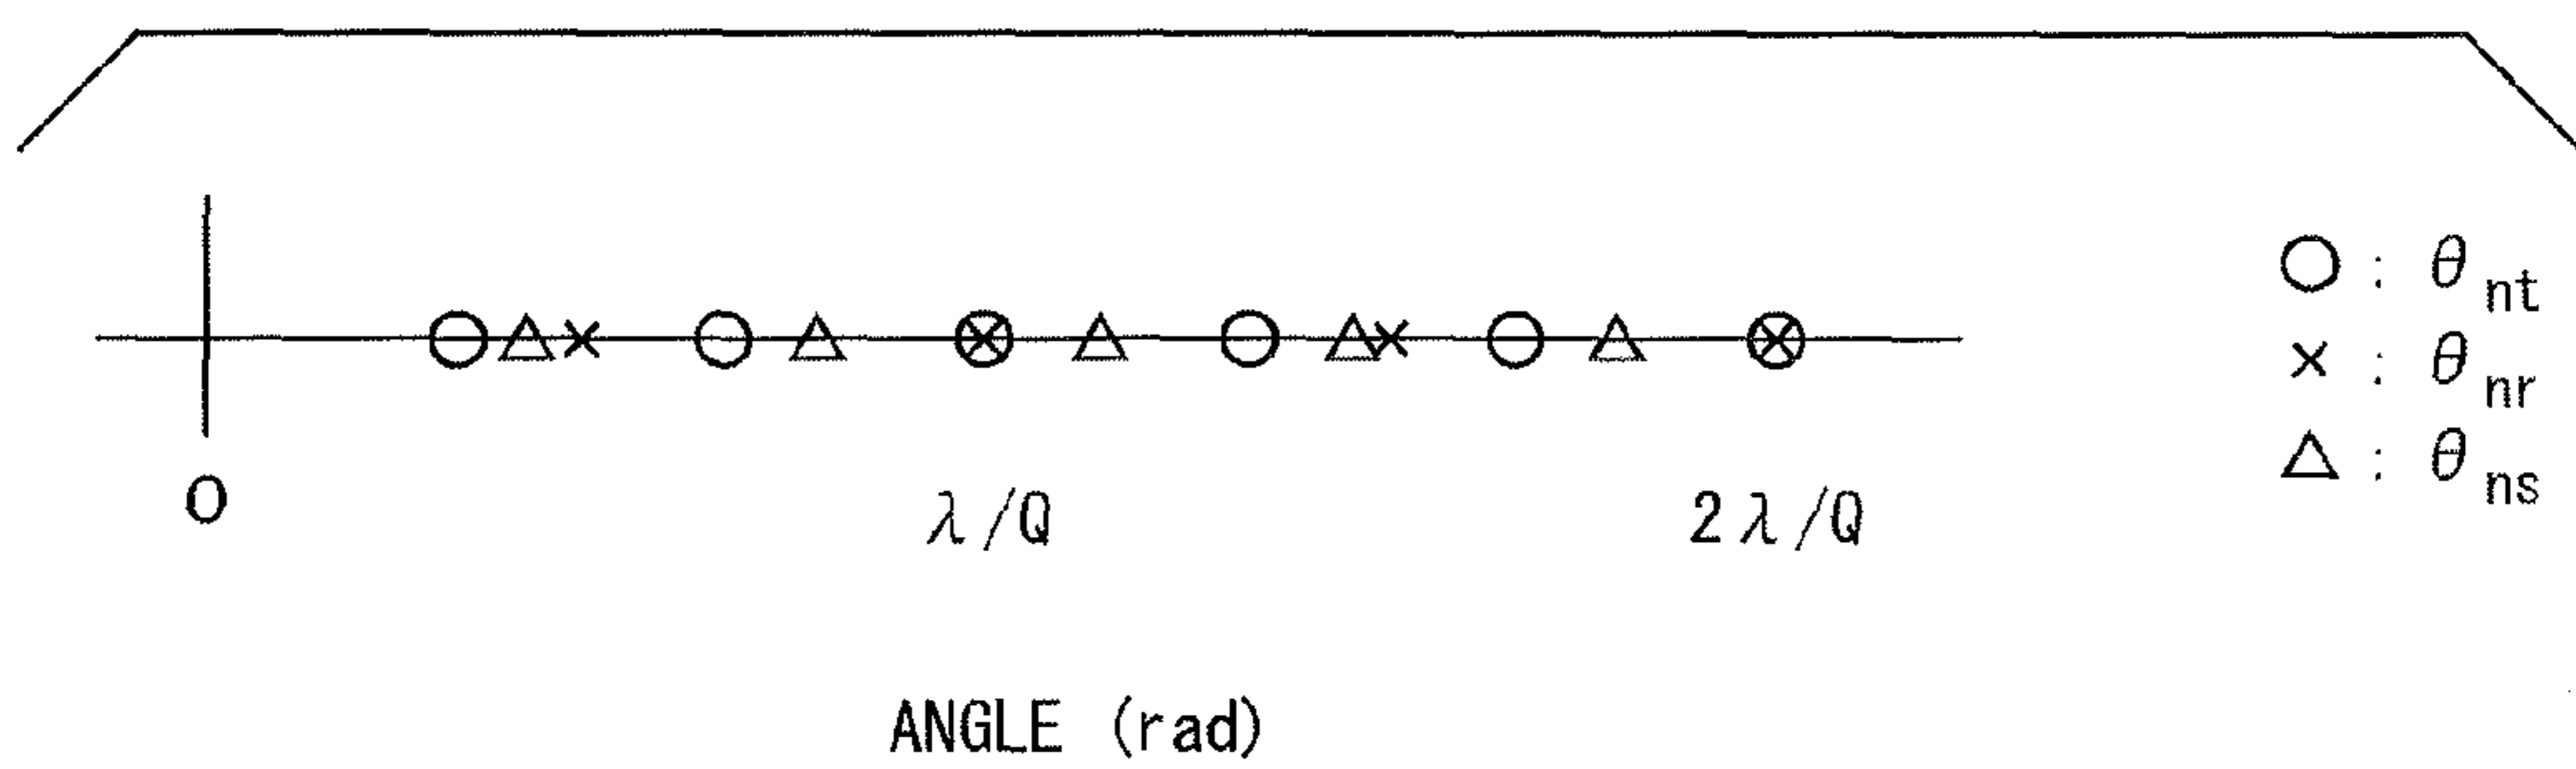 ○ : θnt
× : θnr
△ : θns
0 λ/Q 2λ/Q
ANGLE (rad)